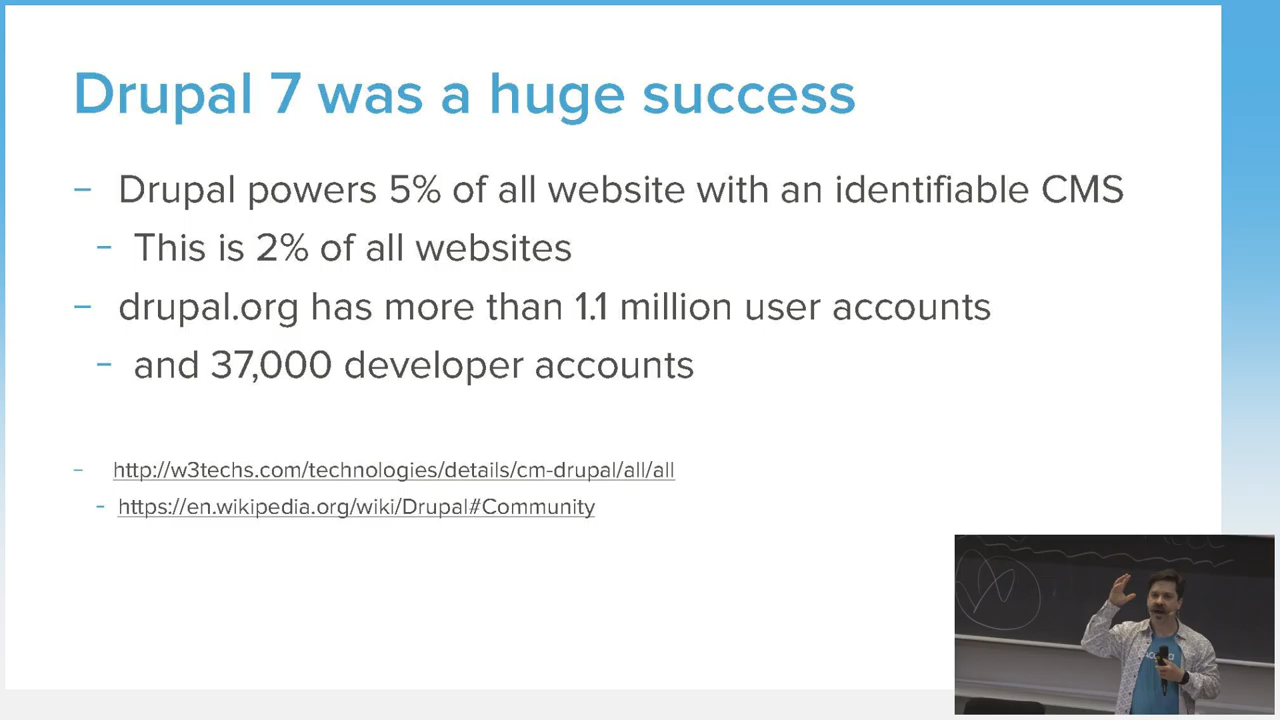 Drupal 7 was a huge success
– Drupal powers 5% of all website with an identifiable CMS
– This is 2% of all websites
– drupal.org has more than 1.1 million user accounts
– and 37,000 developer accounts
– http://w3techs.com/technologies/details/cm-drupal/all/all
– https://en.wikipedia.org/wiki/Drupal#Community